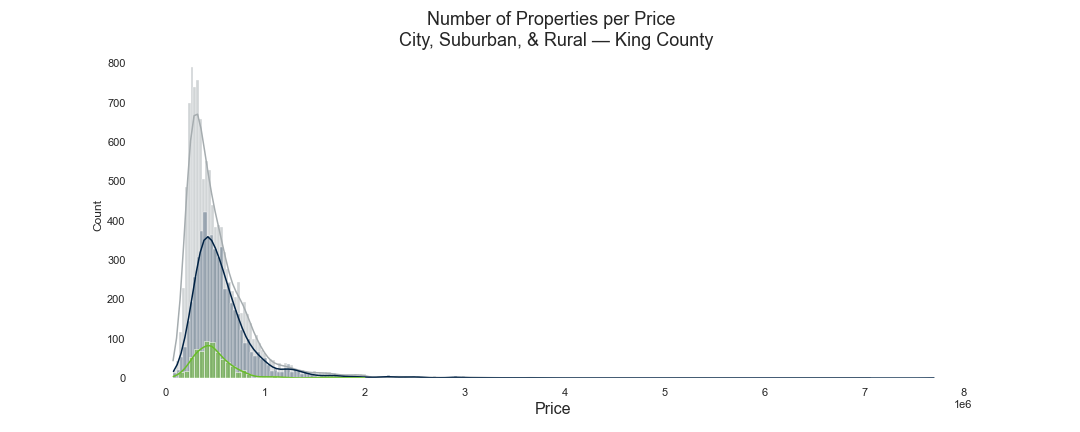 Number of Properties per Price
City, Suburban, & Rural — King County
800
700
600
500
400
300
200
100
0
Count
0 1 2 3 4 5 6 7 8
1e6
Price